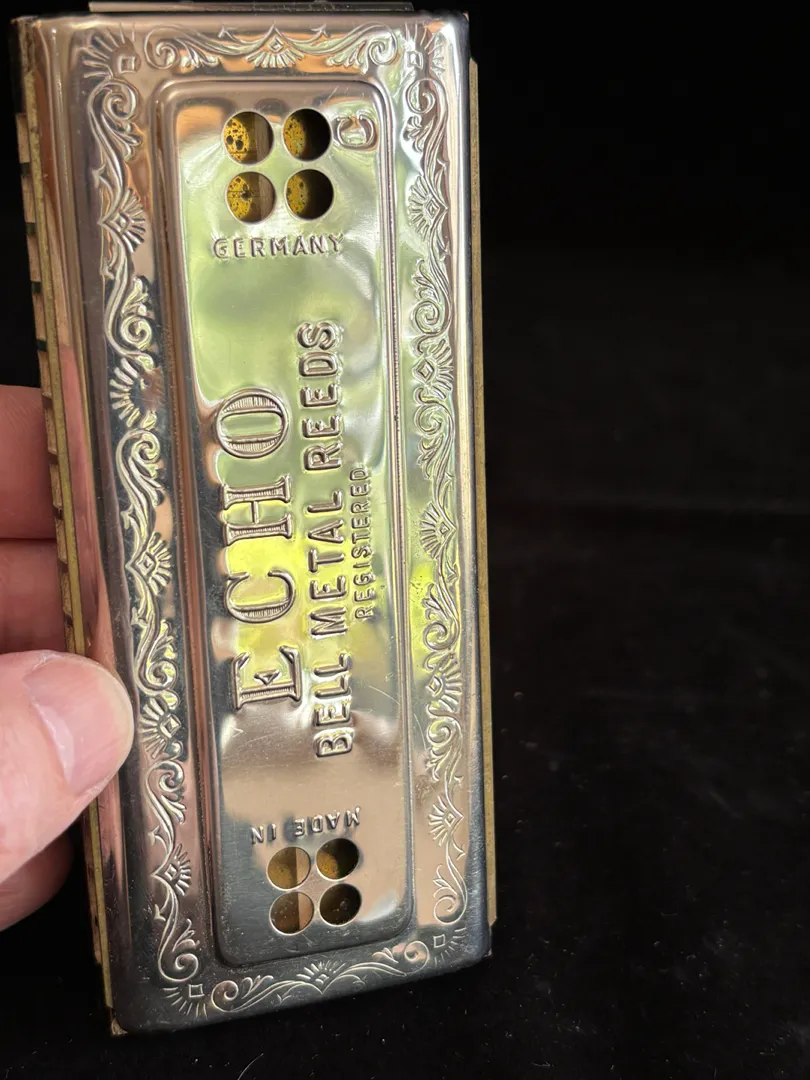 C
GERMANY
ECHO
BELL METAL REEDS
REGISTERED
MADE IN